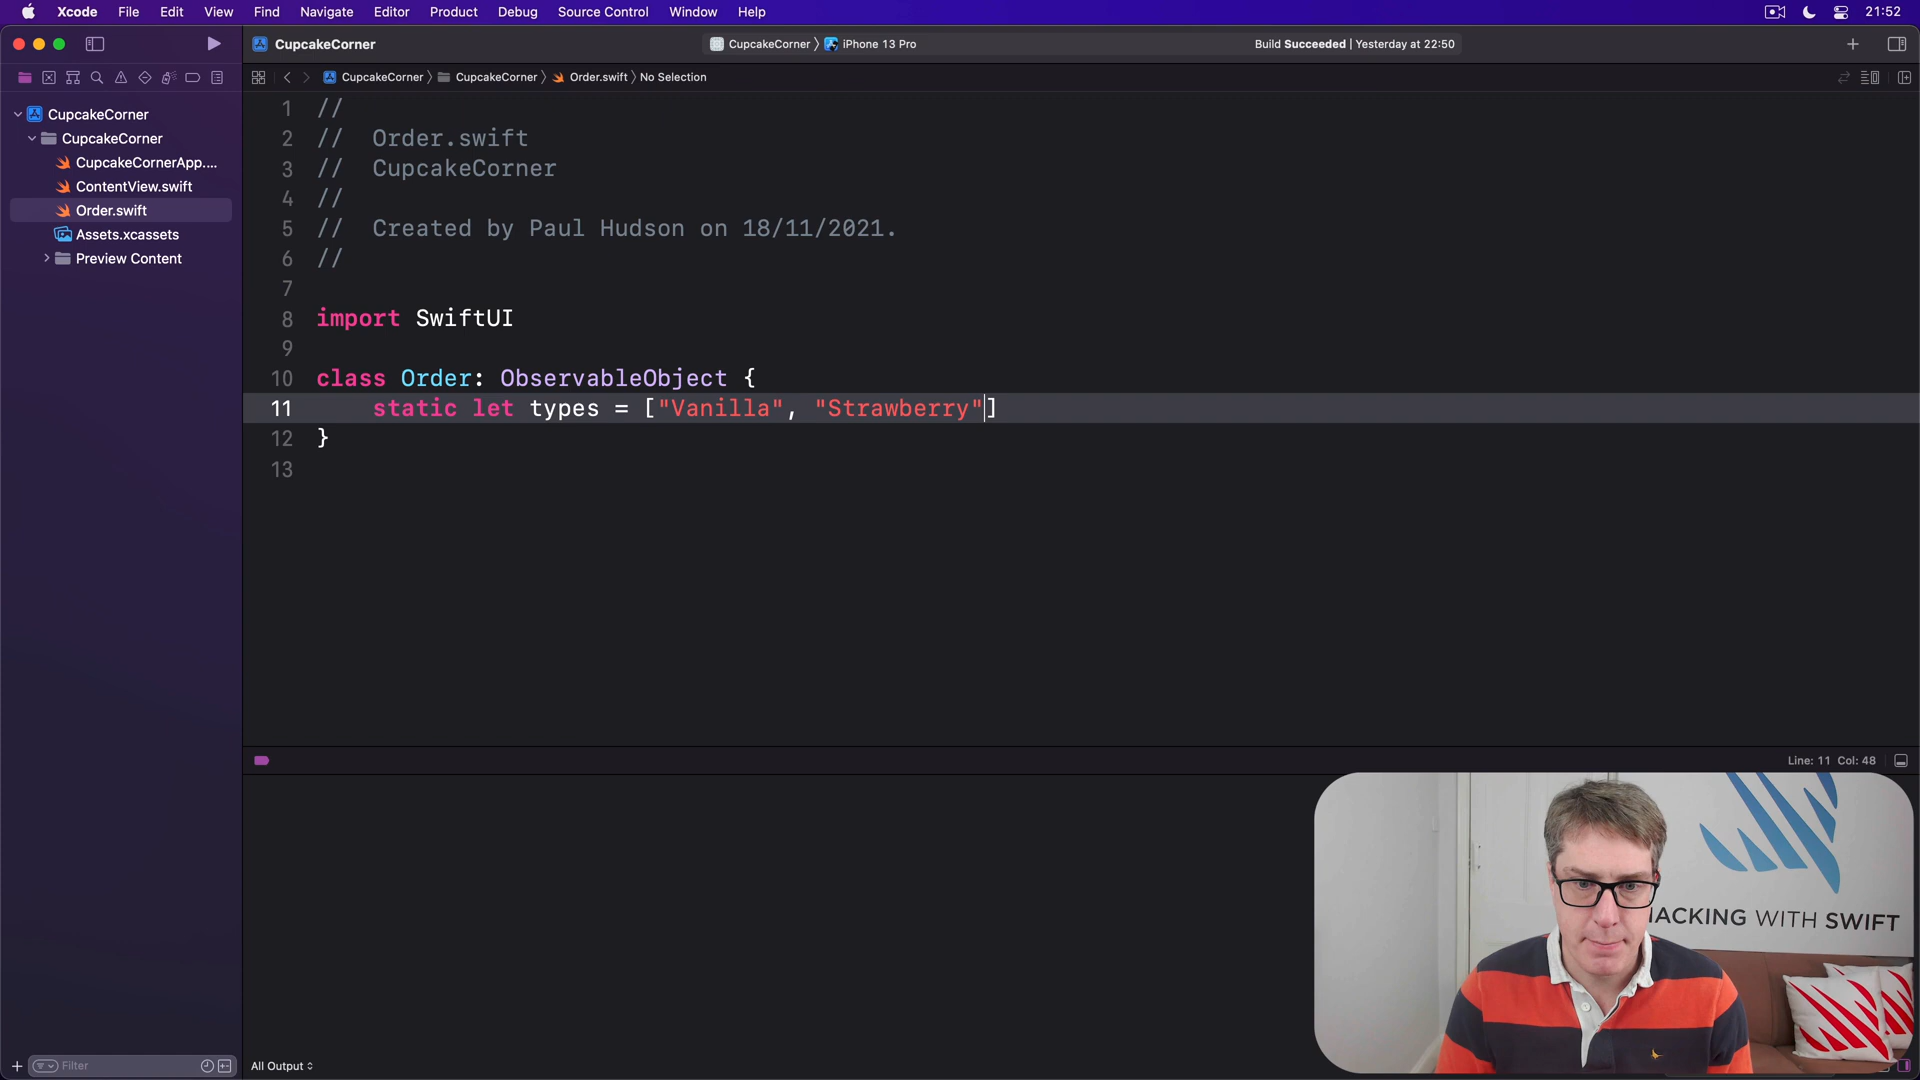 Xcode File Edit View Find Navigate Editor Product Debug Source Control Window Help 21:52
CupcakeCorner CupcakeCorner 〉 iPhone 13 Pro Build Succeeded | Yesterday at 22:50
CupcakeCorner 〉 CupcakeCorner 〉 Order.swift 〉 No Selection
CupcakeCorner
CupcakeCorner
CupcakeCornerApp....
ContentView.swift
Order.swift
Assets.xcassets
Preview Content
1 //
2 // Order.swift
3 // CupcakeCorner
4 //
5 // Created by Paul Hudson on 18/11/2021.
6 //
7
8 import SwiftUI
9
10 class Order: ObservableObject {
11 static let types = ["Vanilla", "Strawberry"]
12 }
13
Line: 11 Col: 48
HACKING WITH SWIFT
Filter
All Output